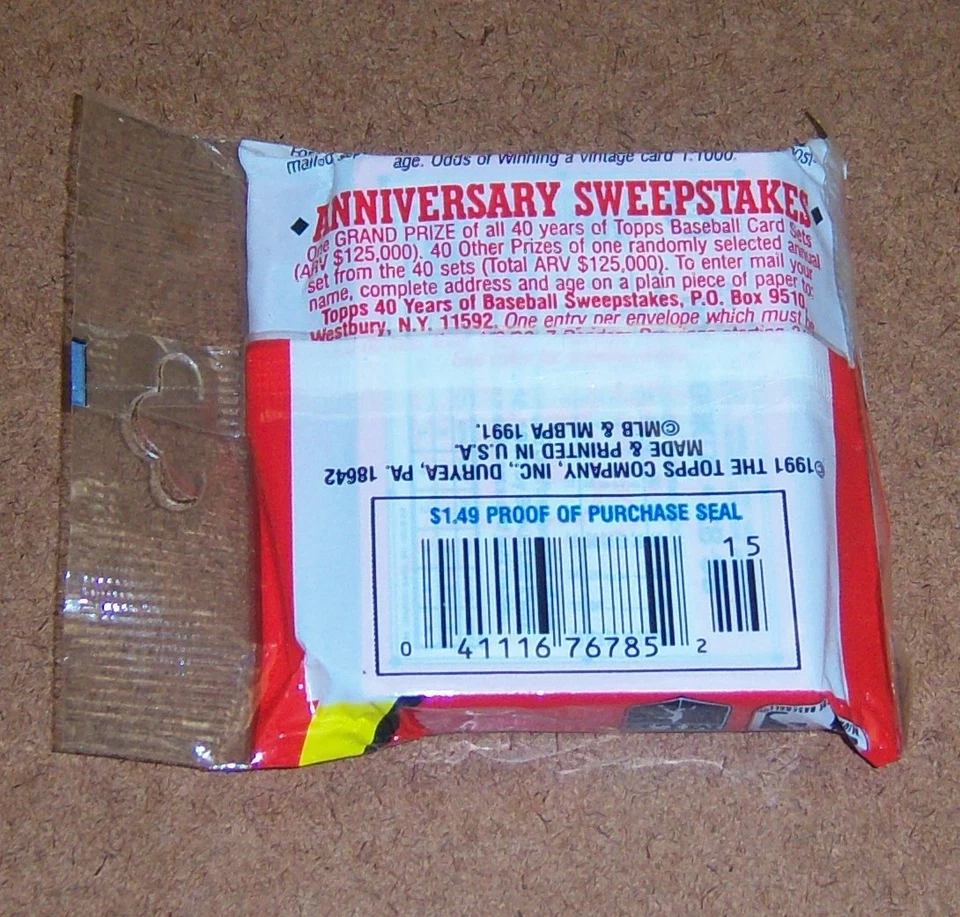 mailed
age. Odds of winning a vintage card 1:1000.
ANNIVERSARY SWEEPSTAKES
One GRAND PRIZE of all 40 years of Topps Baseball Card Sets
(ARV $125,000). 40 Other Prizes of one randomly selected annual
set from the 40 sets (Total ARV $125,000). To enter mail your
name, complete address and age on a plain piece of paper to:
Topps 40 Years of Baseball Sweepstakes, P.O. Box 9510,
Westbury, N.Y. 11592. One entry per envelope which must be
©1991 THE TOPPS COMPANY, INC., DURYEA, PA. 18642
MADE & PRINTED IN U.S.A.
©MLB & MLBPA 1991.
$1.49 PROOF OF PURCHASE SEAL
15
0 41116 76785 2